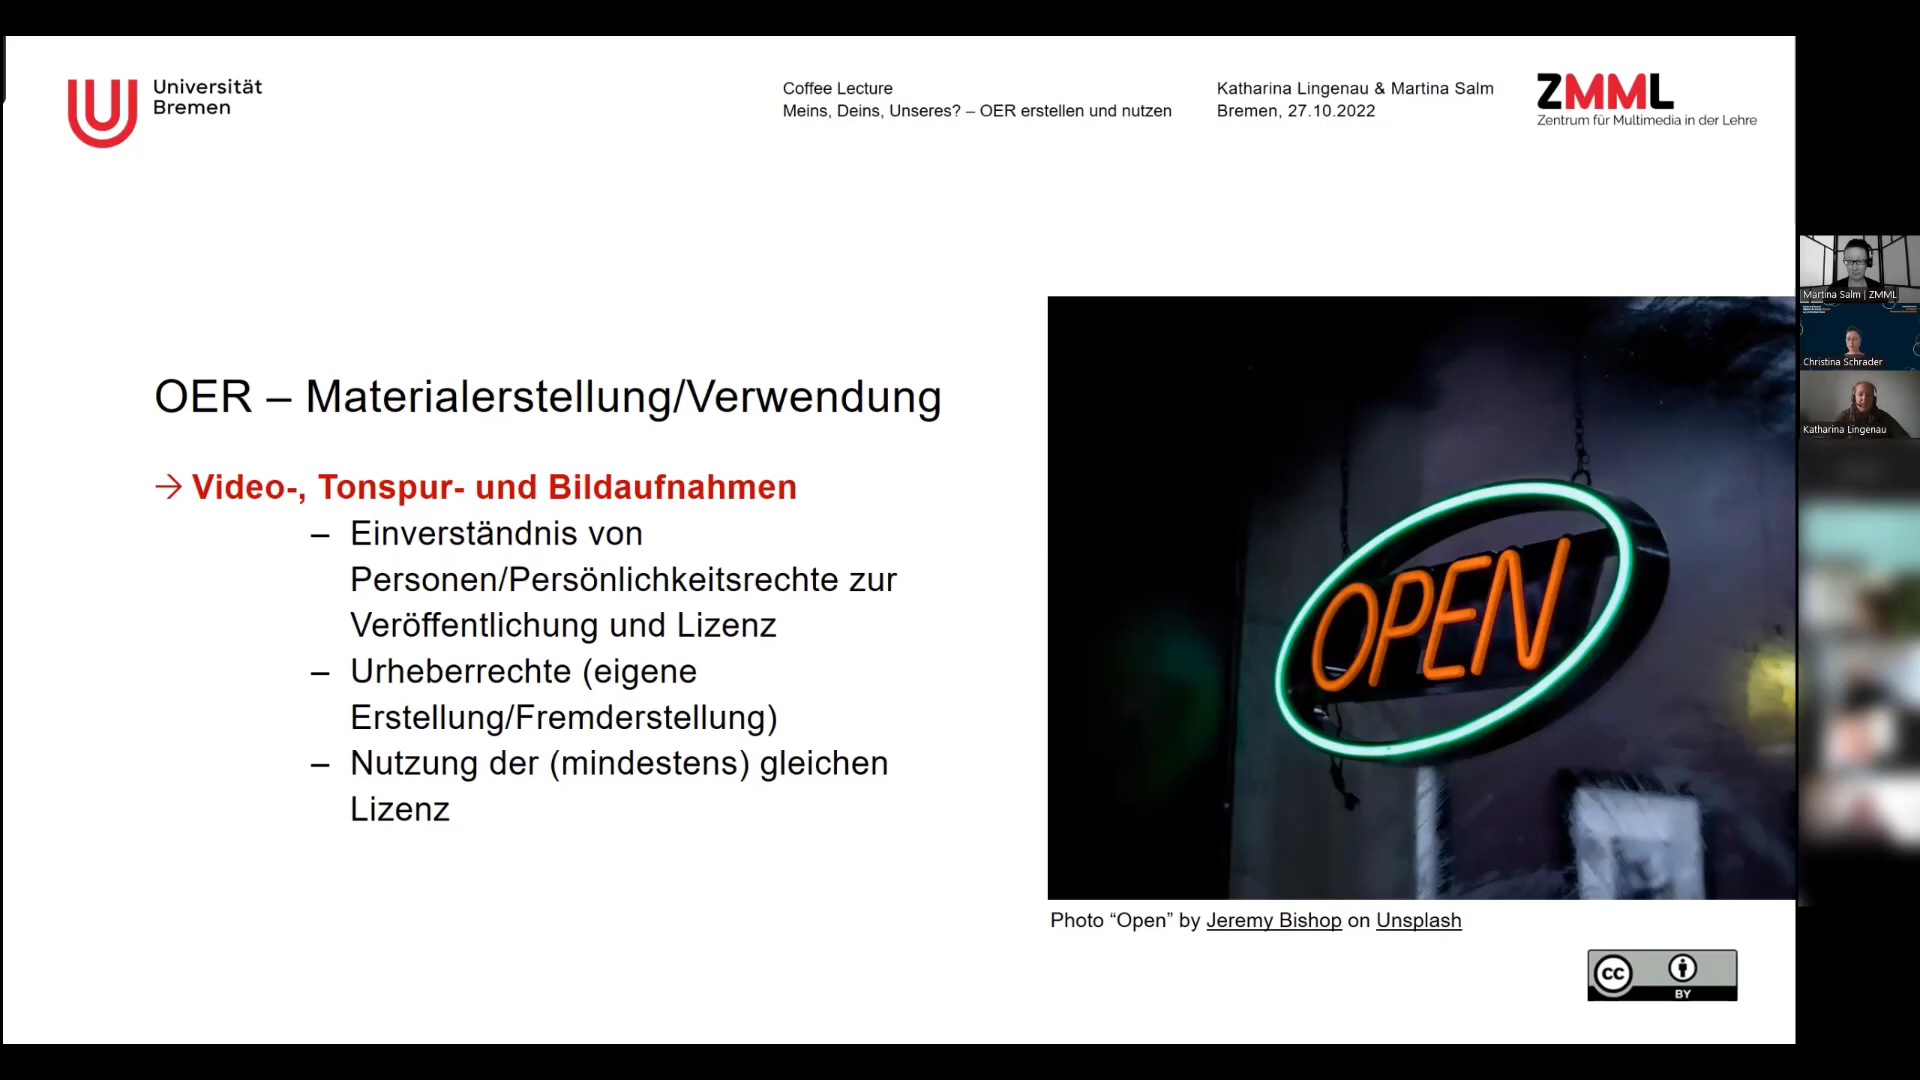 Universität
Bremen
Coffee Lecture
Meins, Deins, Unseres? – OER erstellen und nutzen
Katharina Lingenau & Martina Salm
Bremen, 27.10.2022
ZMML
Zentrum für Multimedia in der Lehre
OER – Materialerstellung/Verwendung
→ Video-, Tonspur- und Bildaufnahmen
– Einverständnis von
Personen/Persönlichkeitsrechte zur
Veröffentlichung und Lizenz
– Urheberrechte (eigene
Erstellung/Fremderstellung)
– Nutzung der (mindestens) gleichen
Lizenz
OPEN
Photo “Open” by Jeremy Bishop on Unsplash
cc
BY
Martina Salm | ZMML
Christina Schrader
Katharina Lingenau